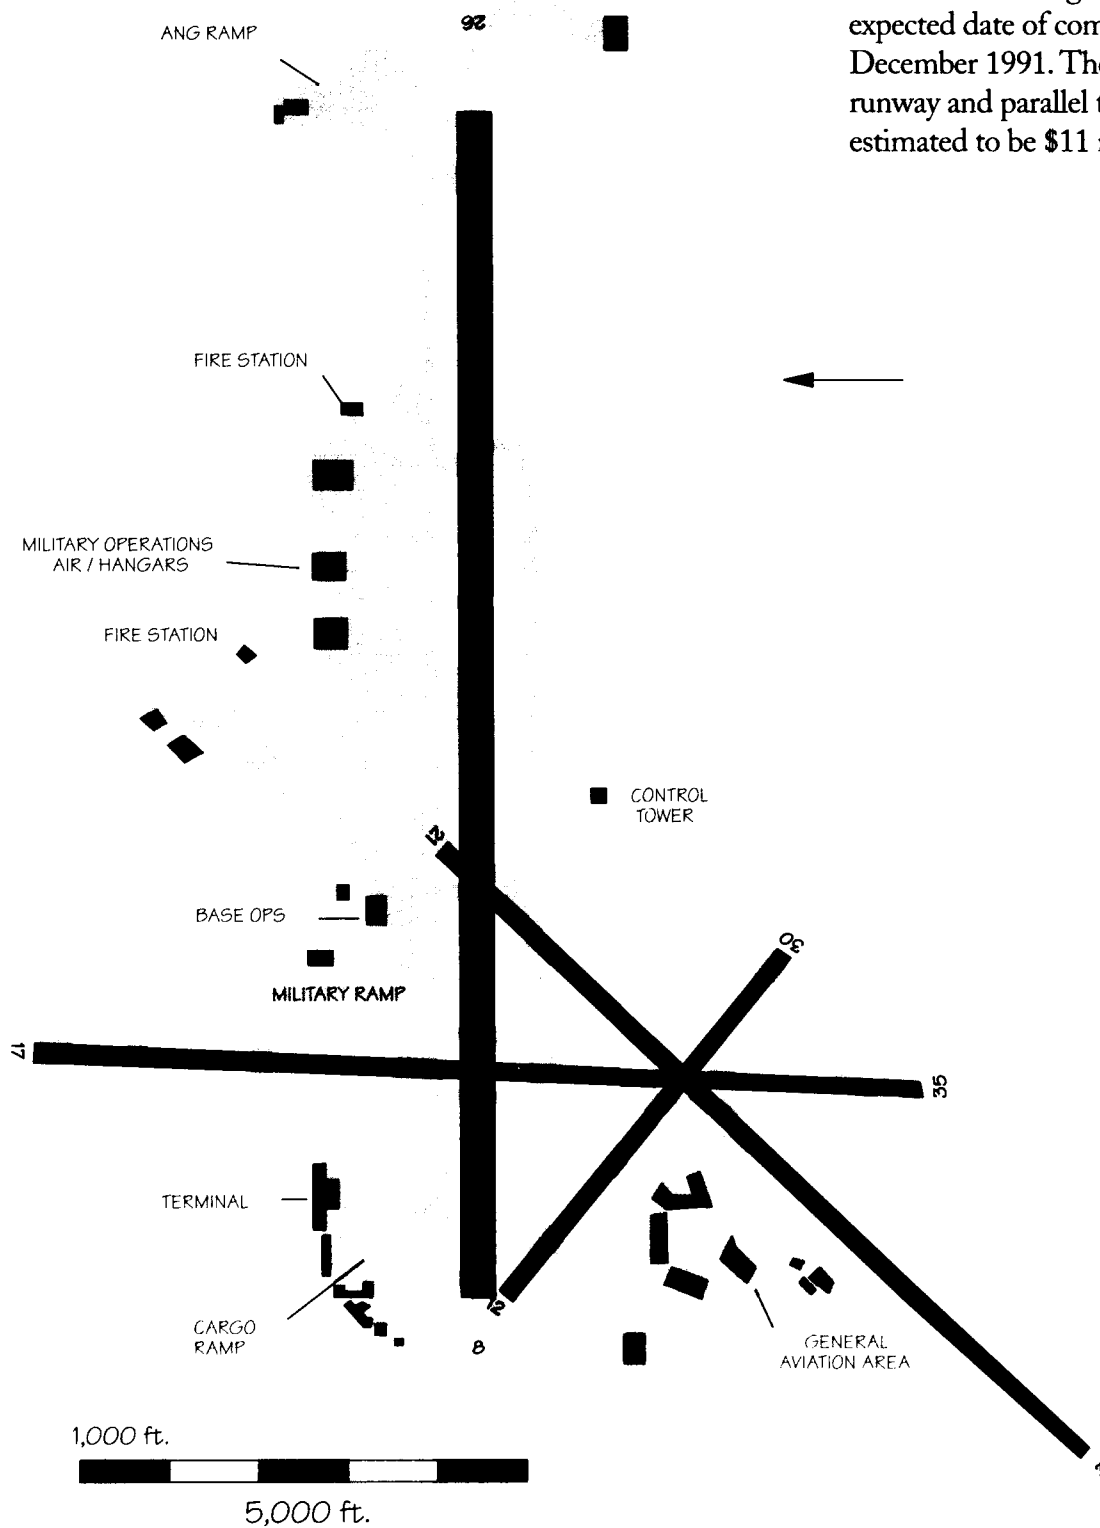 expected date of com
December 1991. The
runway and parallel t
estimated to be $11
ANG RAMP
26
FIRE STATION
MILITARY OPERATIONS
AIR / HANGARS
FIRE STATION
CONTROL
TOWER
BASE OPS
MILITARY RAMP
30
17
35
TERMINAL
CARGO
RAMP
12
8
GENERAL
AVIATION AREA
1,000 ft.
5,000 ft.